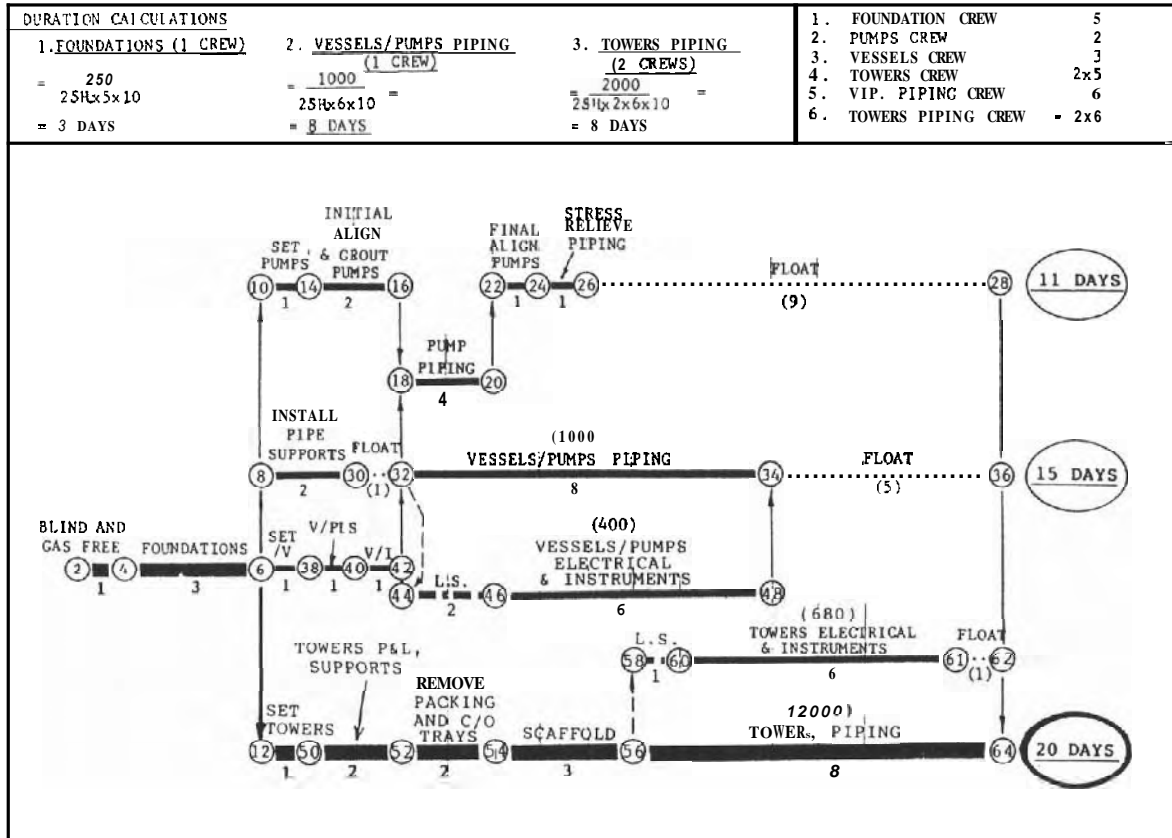 DURATION CALCULATIONS
1. FOUNDATIONS (1 CREW)
= 250
25Hx5x10
= 3 DAYS
2. VESSELS/PUMPS PIPING
(1 CREW)
= 1000 =
25Hx6x10
= 8 DAYS
3. TOWERS PIPING
(2 CREWS)
= 2000 =
25Hx2x6x10
= 8 DAYS
1. FOUNDATION CREW 5
2. PUMPS CREW 2
3. VESSELS CREW 3
4. TOWERS CREW 2x5
5. VIP. PIPING CREW 6
6. TOWERS PIPING CREW = 2x6
INITIAL
ALIGN
& GROUT
PUMPS
SET
PUMPS
FINAL
ALIGN
PUMPS
STRESS
RELIEVE
PIPING
FLOAT
10 14 16 22 24 26 28
11 DAYS
1 2 1 1 (9)
PUMP
PIPING
18 20
4
INSTALL
PIPE
SUPPORTS
FLOAT
(1000
VESSELS/PUMPS PIPING
FLOAT
8 30 32 34 36
15 DAYS
2 (1) 8 (5)
BLIND AND
GAS FREE
FOUNDATIONS
SET
/V
V/PLS
V/I
(400)
VESSELS/PUMPS
ELECTRICAL
& INSTRUMENTS
2 4 6 38 40 42
1 3 1 1 1
L.S.
44 46 48
2 6
(680)
TOWERS ELECTRICAL
& INSTRUMENTS
L.S.
FLOAT
58 60 61 62
1 6 (1)
TOWERS P&L,
SUPPORTS
SET
TOWERS
REMOVE
PACKING
AND C/O
TRAYS
SCAFFOLD
12000)
TOWERs, PIPING
12 50 52 54 56 64
20 DAYS
1 2 2 3 8